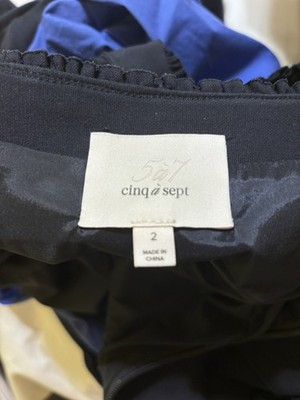 5à7
cinq à sept
2
MADE IN
CHINA